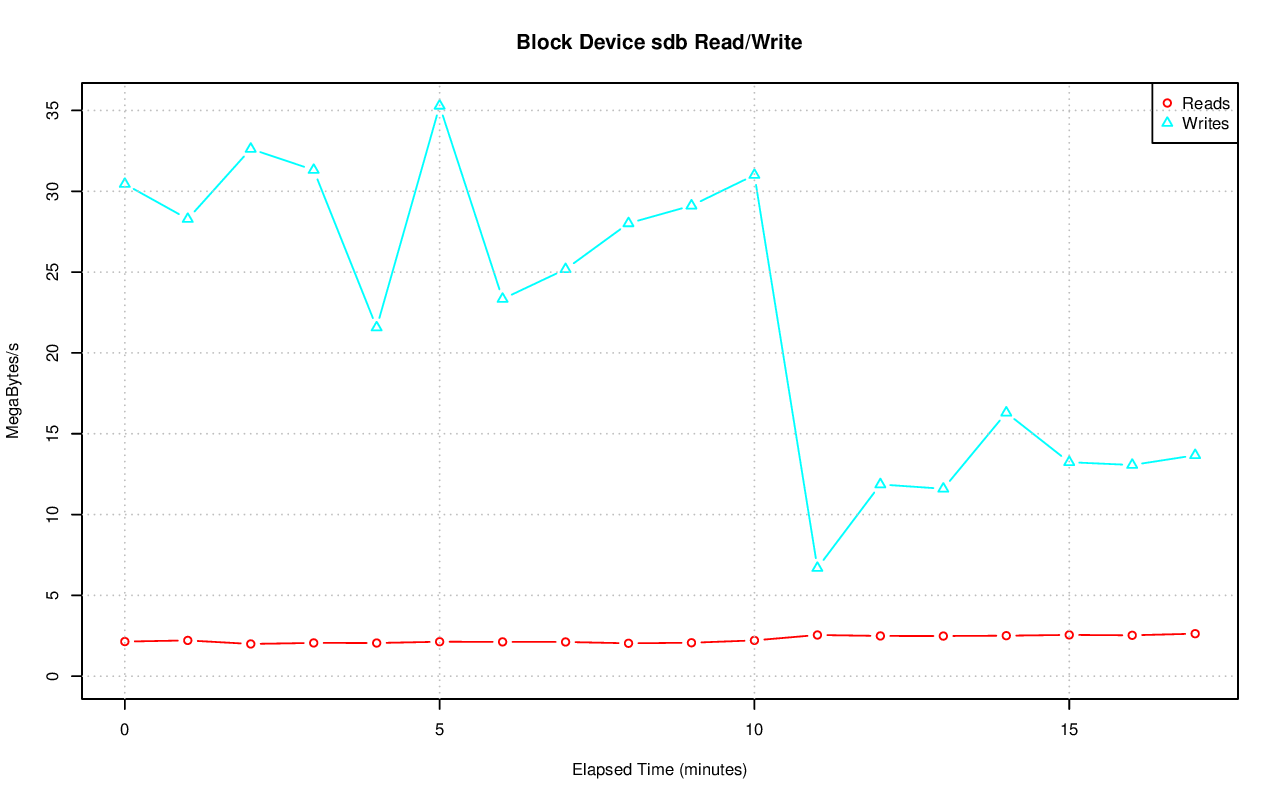 Block Device sdb Read/Write
Reads
Writes
MegaBytes/s
35
30
25
20
15
10
5
0
0 5 10 15
Elapsed Time (minutes)